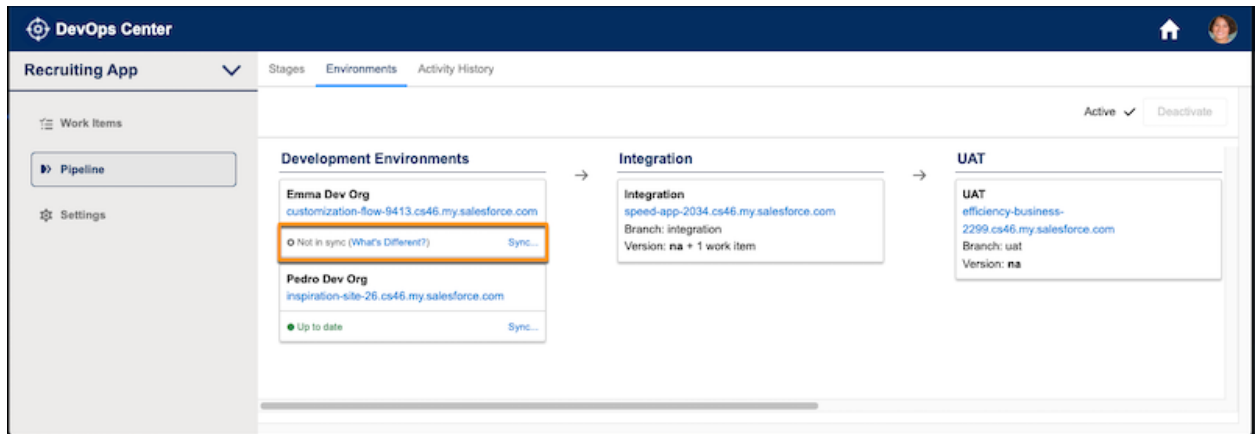 DevOps Center
Recruiting App
Stages Environments Activity History
Work Items
Pipeline
Settings
Active Deactivate
Development Environments
Emma Dev Org
customization-flow-9413.cs46.my.salesforce.com
Not in sync (What's Different?) Sync...
Pedro Dev Org
inspiration-site-26.cs46.my.salesforce.com
Up to date Sync...
Integration
Integration
speed-app-2034.cs46.my.salesforce.com
Branch: integration
Version: na + 1 work item
UAT
UAT
efficiency-business-
2299.cs46.my.salesforce.com
Branch: uat
Version: na